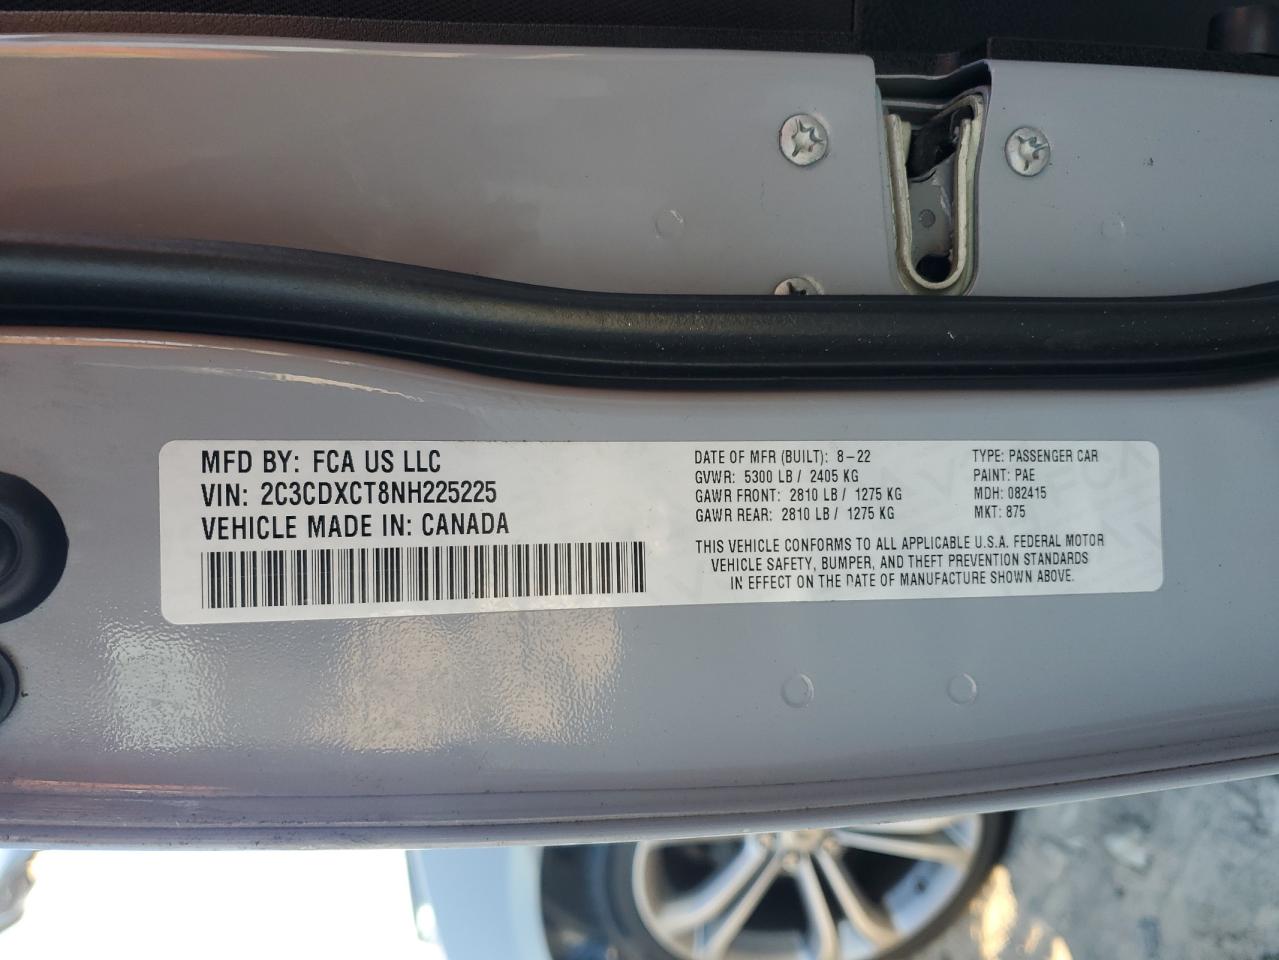 MFD BY: FCA US LLC
VIN: 2C3CDXCT8NH225225
VEHICLE MADE IN: CANADA
DATE OF MFR (BUILT): 8-22
GVWR: 5300 LB / 2405 KG
GAWR FRONT: 2810 LB / 1275 KG
GAWR REAR: 2810 LB / 1275 KG
TYPE: PASSENGER CAR
PAINT: PAE
MDH: 082415
MKT: 875
THIS VEHICLE CONFORMS TO ALL APPLICABLE U.S.A. FEDERAL MOTOR
VEHICLE SAFETY, BUMPER, AND THEFT PREVENTION STANDARDS
IN EFFECT ON THE DATE OF MANUFACTURE SHOWN ABOVE.